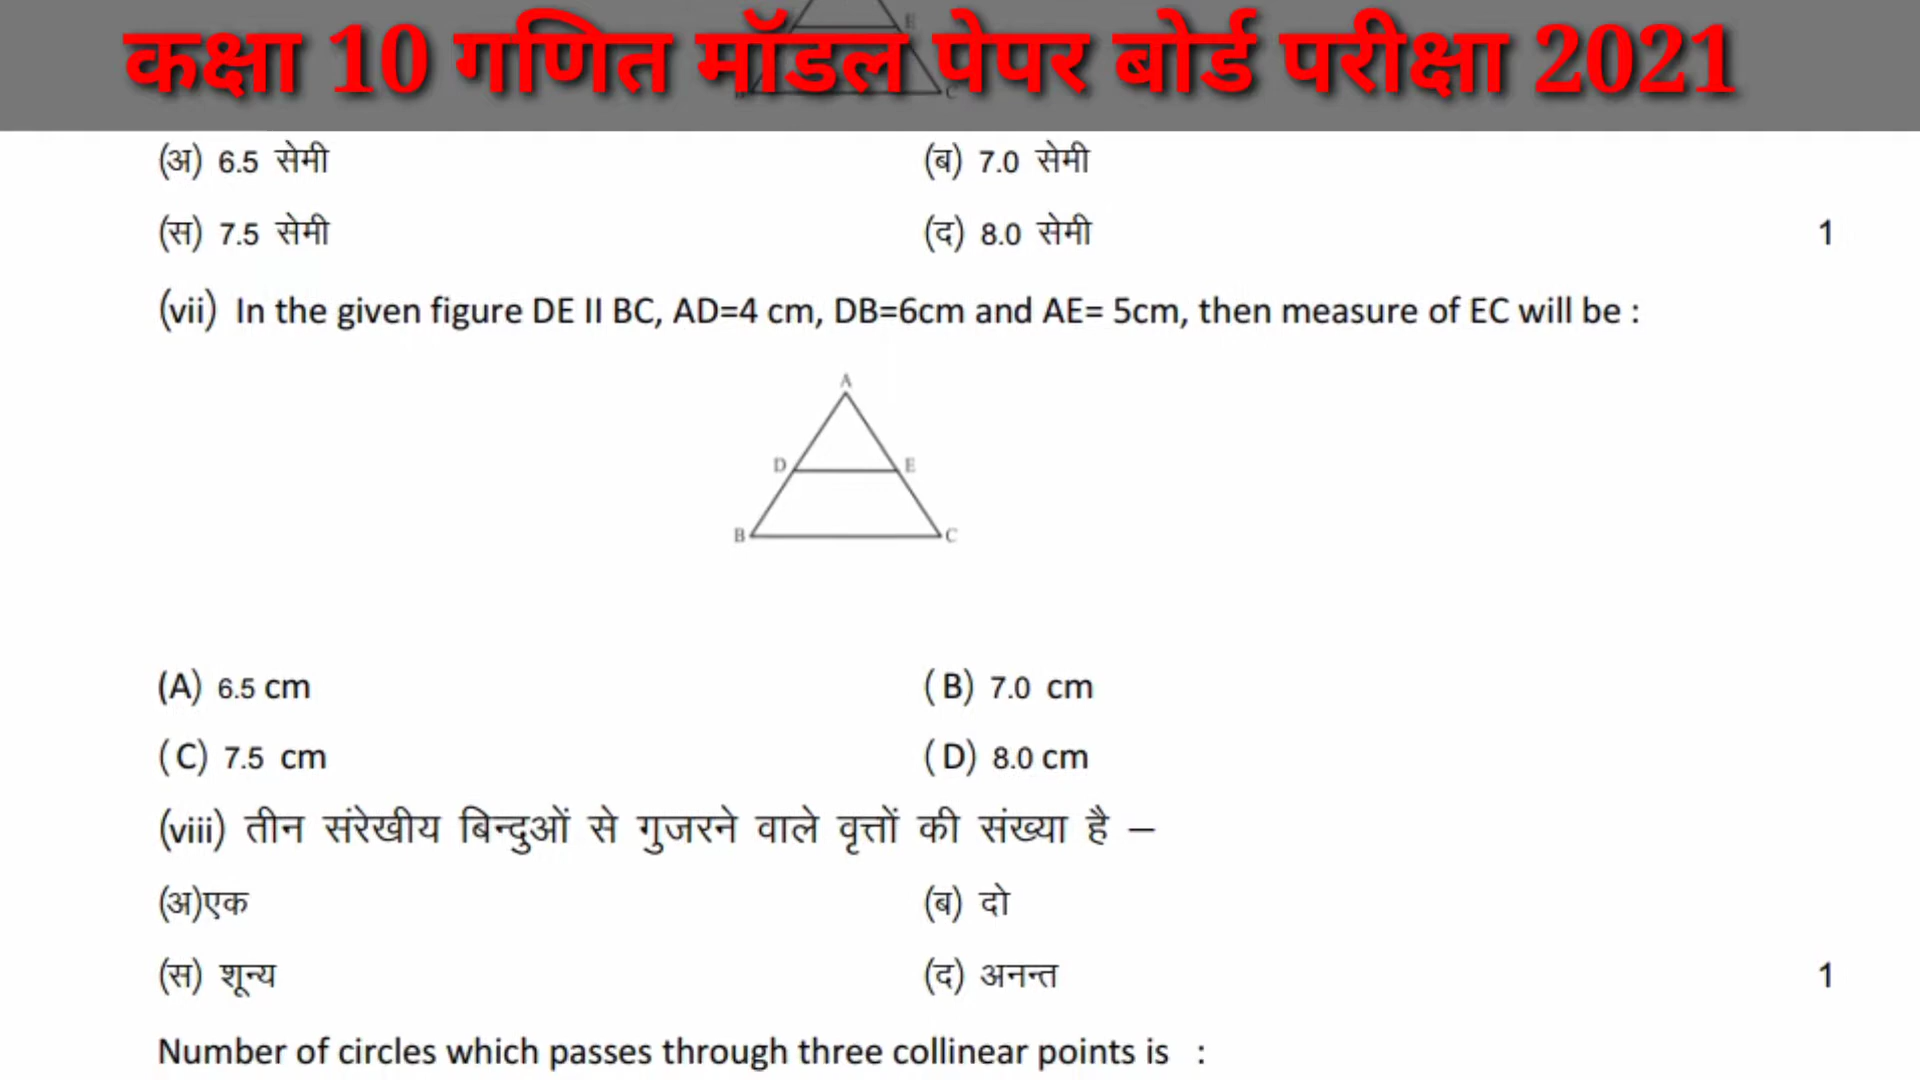 कक्षा 10 गणित मॉडल पेपर बोर्ड परीक्षा 2021
E
B C
(अ) 6.5 सेमी (ब) 7.0 सेमी
(स) 7.5 सेमी (द) 8.0 सेमी 1
(vii) In the given figure DE II BC, AD=4 cm, DB=6cm and AE= 5cm, then measure of EC will be :
A
D E
B C
(A) 6.5 cm ( B) 7.0 cm
( C) 7.5 cm ( D) 8.0 cm
(viii) तीन संरेखीय बिन्दुओं से गुजरने वाले वृत्तों की संख्या है –
(अ)एक (ब) दो
(स) शून्य (द) अनन्त 1
Number of circles which passes through three collinear points is :